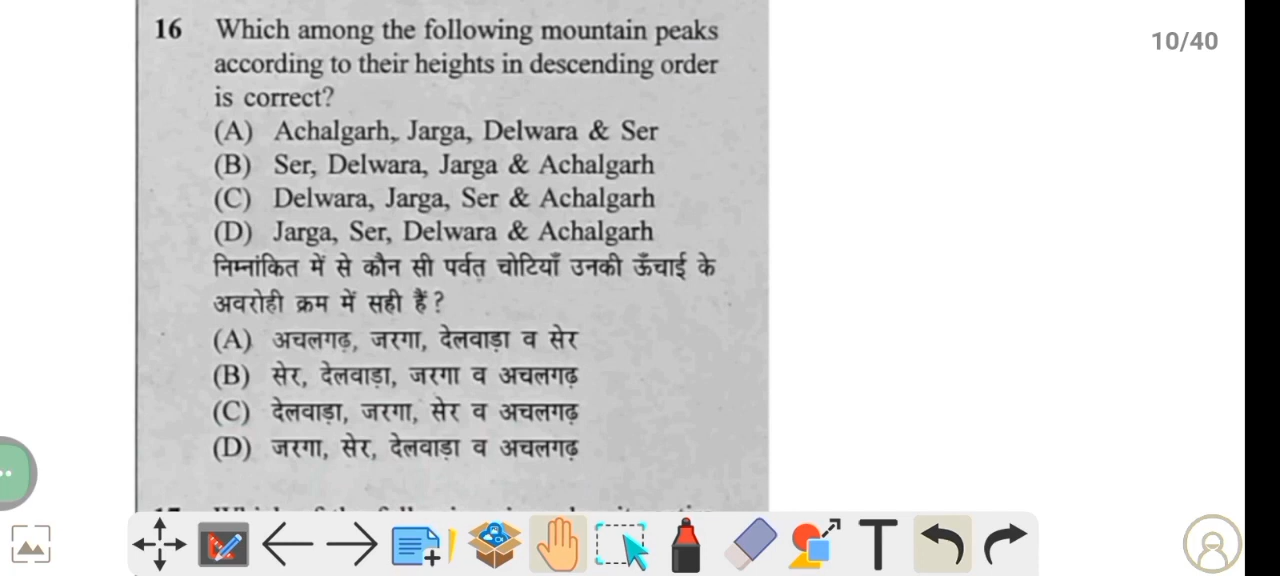 16 Which among the following mountain peaks
according to their heights in descending order
is correct?
(A) Achalgarh, Jarga, Delwara & Ser
(B) Ser, Delwara, Jarga & Achalgarh
(C) Delwara, Jarga, Ser & Achalgarh
(D) Jarga, Ser, Delwara & Achalgarh
निम्नांकित में से कौन सी पर्वत चोटियाँ उनकी ऊँचाई के
अवरोही क्रम में सही हैं ?
(A) अचलगढ़, जरगा, देलवाड़ा व सेर
(B) सेर, देलवाड़ा, जरगा व अचलगढ़
(C) देलवाड़ा, जरगा, सेर व अचलगढ़
(D) जरगा, सेर, देलवाड़ा व अचलगढ़
10/40
T